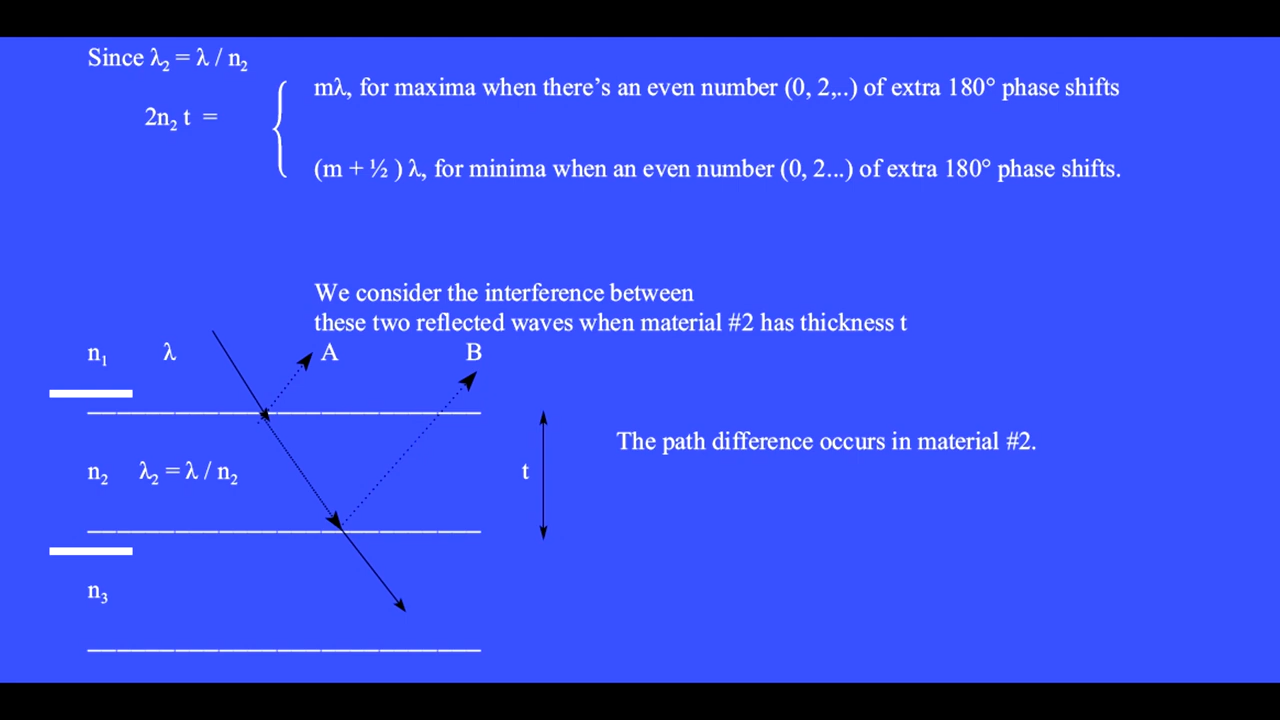 Since λ₂ = λ / n₂
mλ, for maxima when there’s an even number (0, 2,..) of extra 180° phase shifts
2n₂ t =
(m + ½ ) λ, for minima when an even number (0, 2...) of extra 180° phase shifts.
We consider the interference between
these two reflected waves when material #2 has thickness t
n₁ λ A B
The path difference occurs in material #2.
n₂ λ₂ = λ / n₂ t
n₃